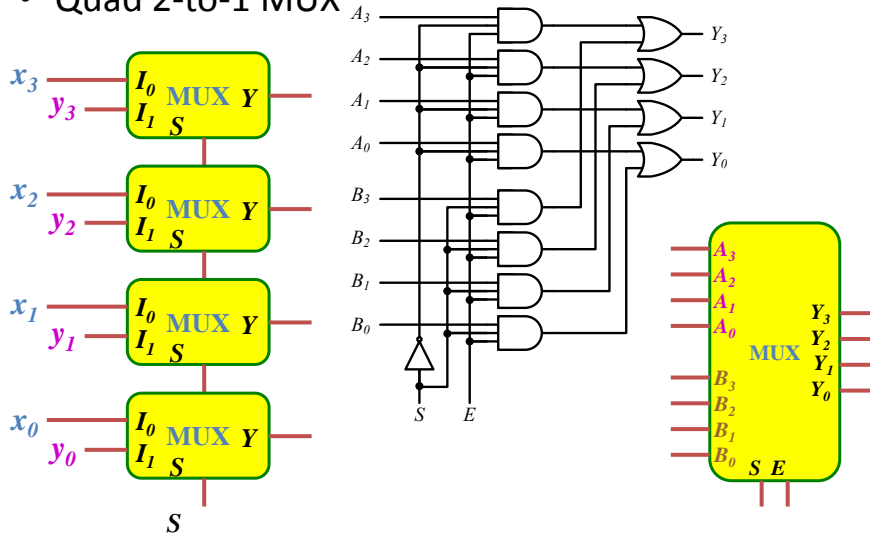 • Quad 2-to-1 MUX
x3
y3
I0
I1
MUX Y
S
x2
y2
I0
I1
MUX Y
S
x1
y1
I0
I1
MUX Y
S
x0
y0
I0
I1
MUX Y
S
S
A3
A2
A1
A0
B3
B2
B1
B0
S E
Y3
Y2
Y1
Y0
A3
A2
A1
A0
B3
B2
B1
B0
MUX
Y3
Y2
Y1
Y0
S E